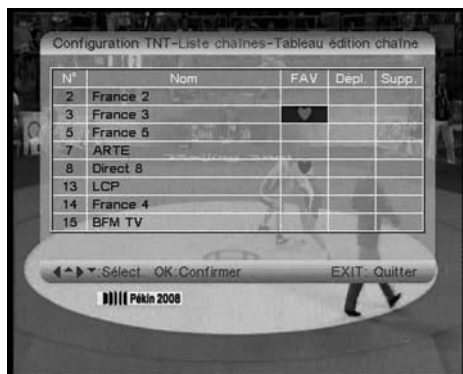 Configuration TNT-Liste chaînes-Tableau édition chaîne
N° Nom FAV Dépl. Supp.
2 France 2
3 France 3
5 France 5
7 ARTE
8 Direct 8
13 LCP
14 France 4
15 BFM TV
Sélect. OK:Confirmer EXIT: Quitter
Pékin 2008